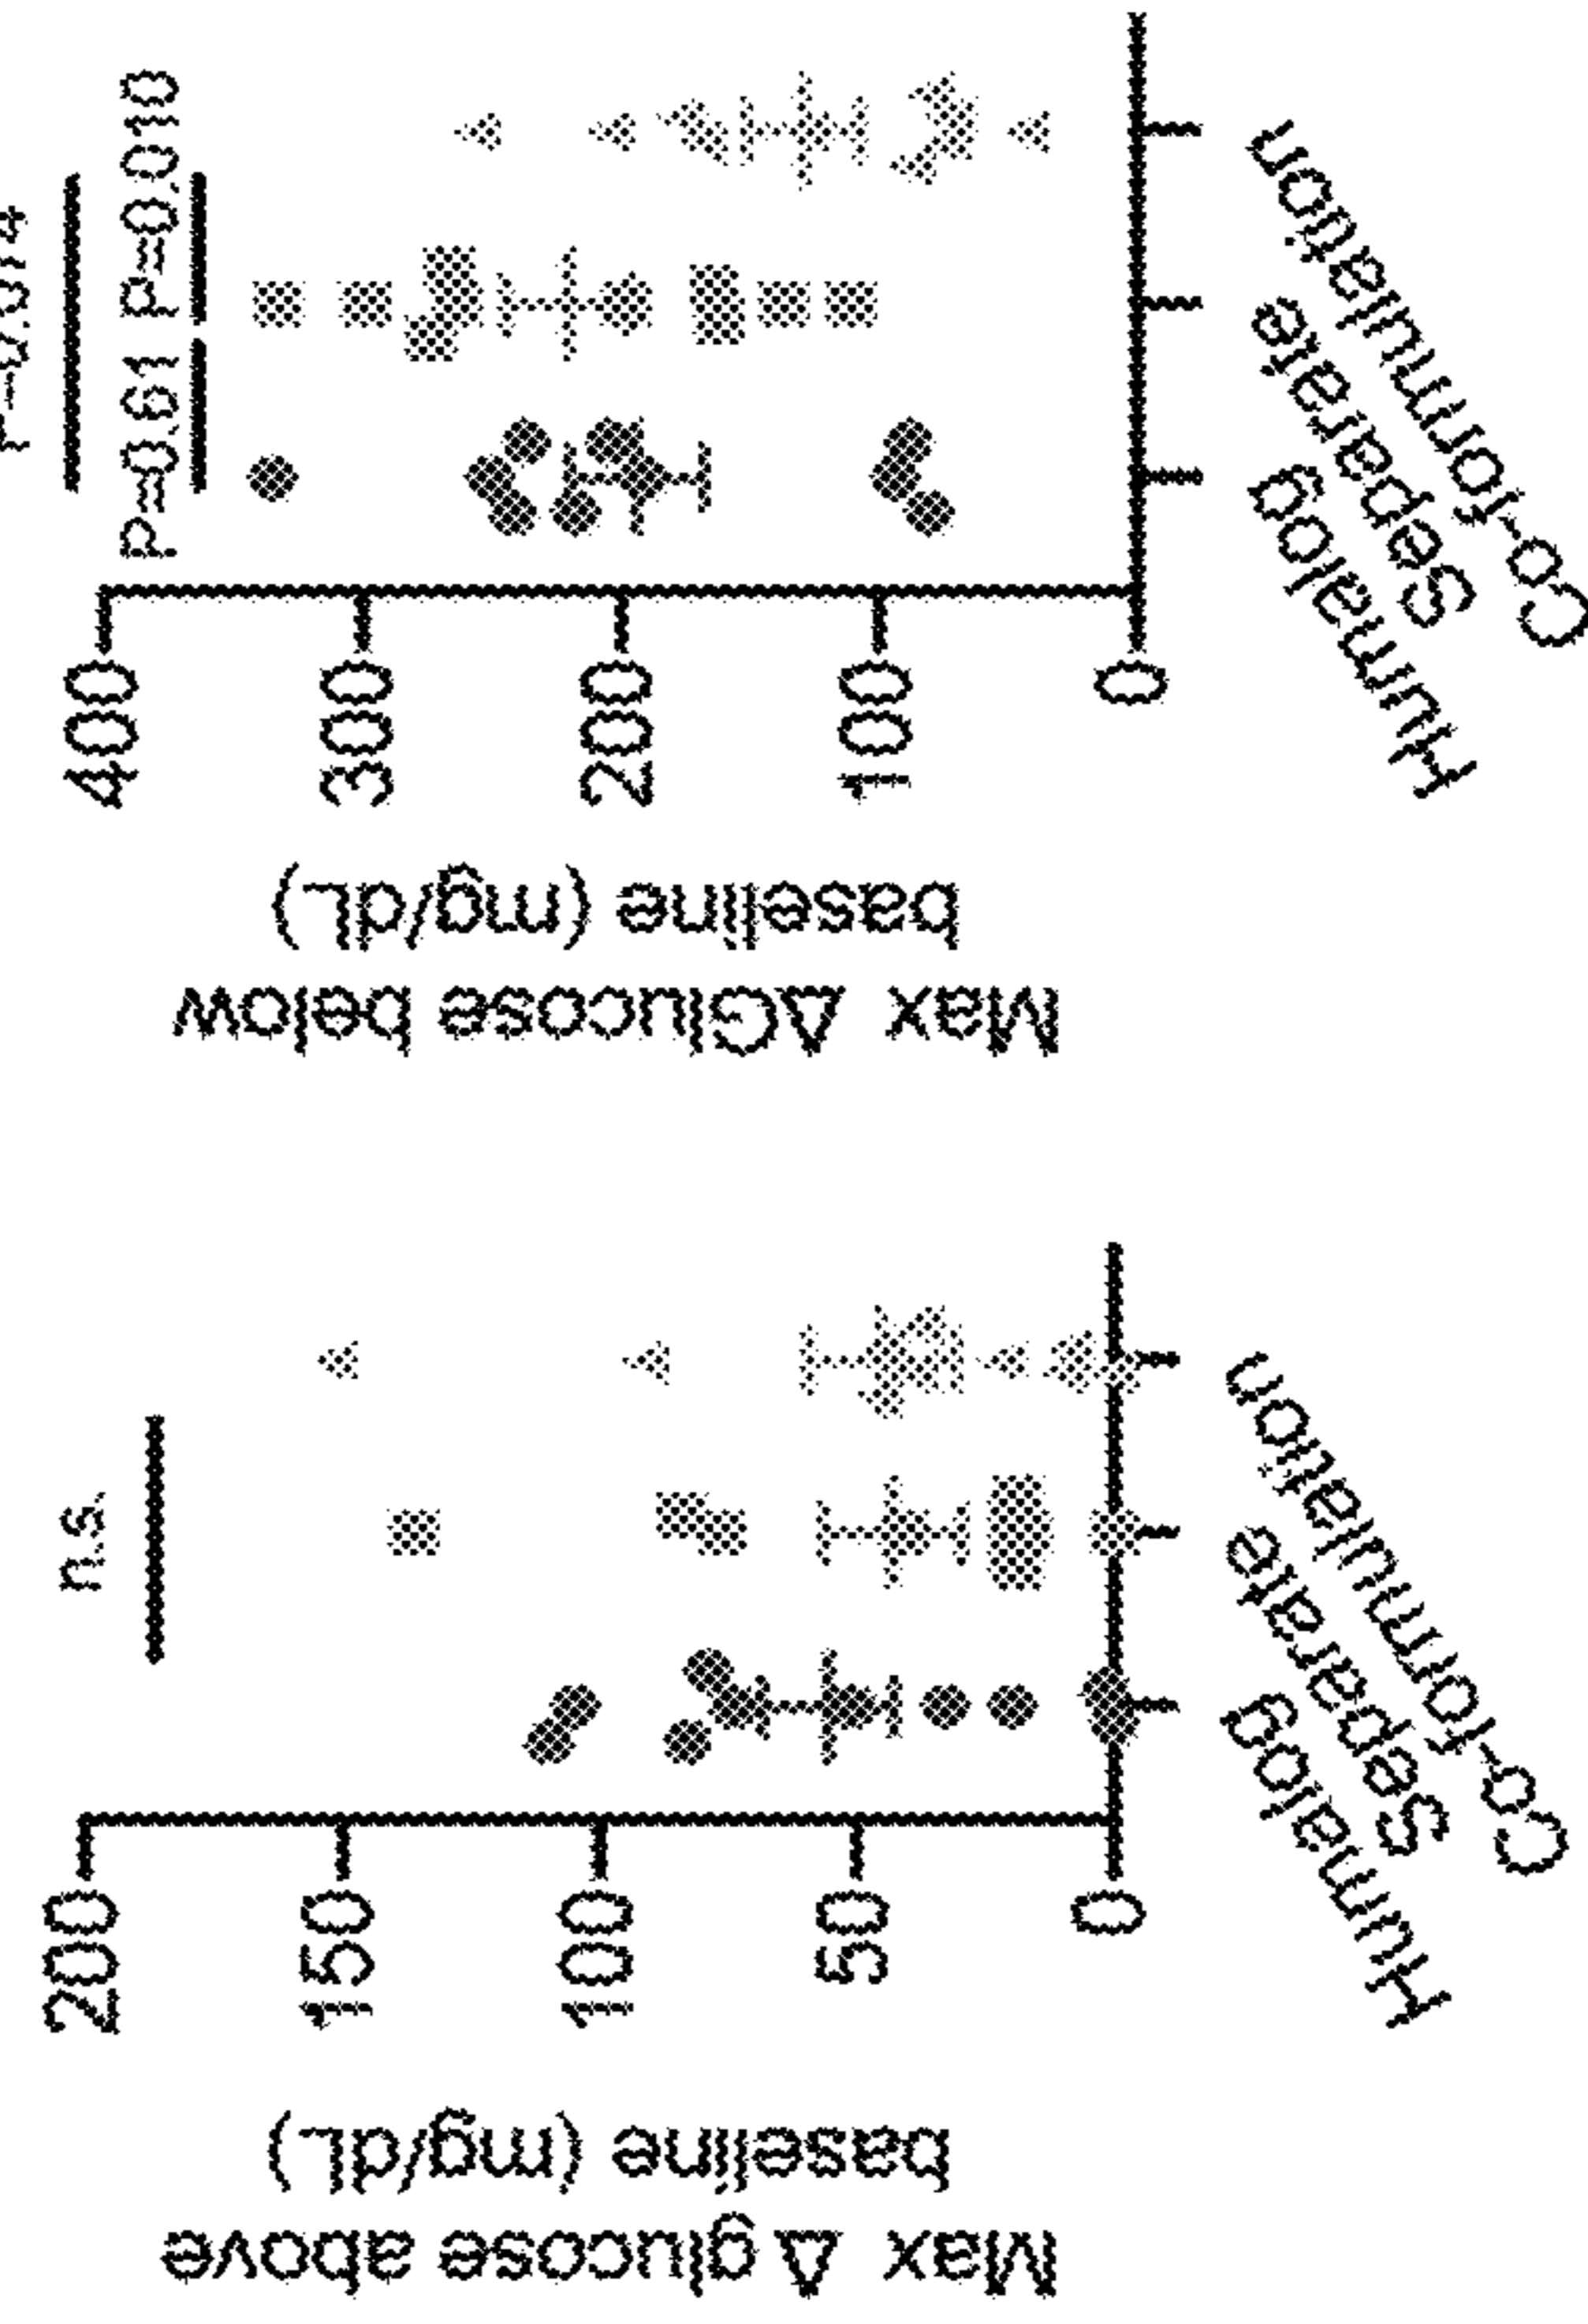 Max Δ glucose above
baseline (mg/dL)
200
150
100
50
0
n.s.
Humalog
Separate
Co-formulation
Max ΔGlucose below
baseline (mg/dL)
400
300
200
100
0
P=0.61 P=0.010
Humalog
Separate
Co-formulation